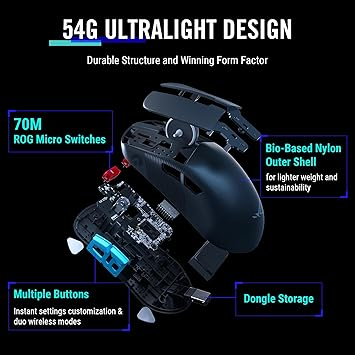 54G ULTRALIGHT DESIGN
Durable Structure and Winning Form Factor
70M
ROG Micro Switches
Bio-Based Nylon
Outer Shell
for lighter weight and
sustainability
Multiple Buttons
Instant settings customization &
duo wireless modes
Dongle Storage